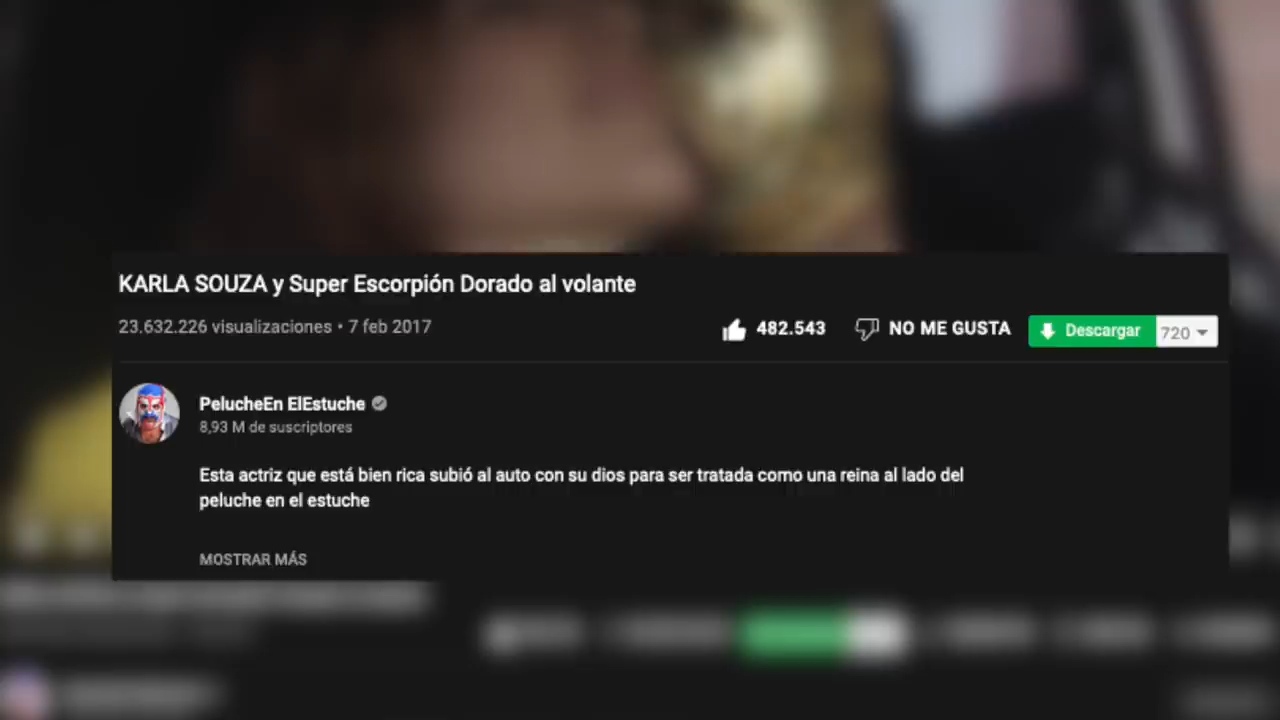 KARLA SOUZA y Super Escorpión Dorado al volante
23.632.226 visualizaciones • 7 feb 2017
482.543 NO ME GUSTA Descargar 720
PelucheEn ElEstuche
8,93 M de suscriptores
Esta actriz que está bien rica subió al auto con su dios para ser tratada como una reina al lado del
peluche en el estuche
MOSTRAR MÁS